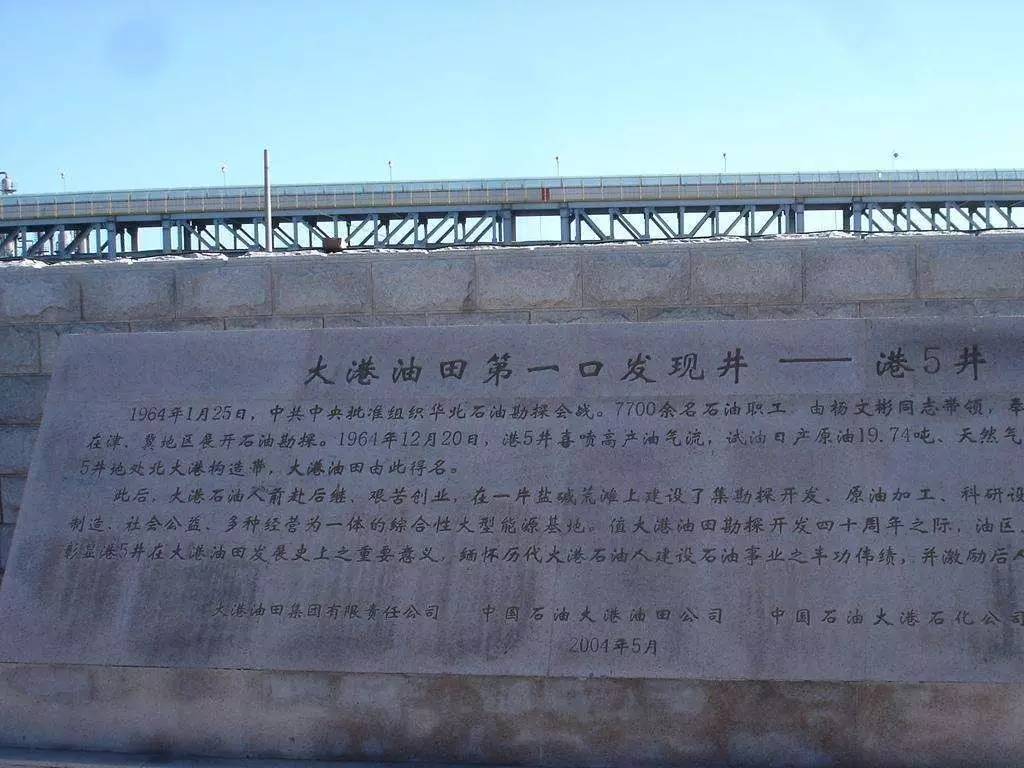 大港油田第一口发现井——港5井
1964年1月25日，中共中央批准组织华北石油勘探会战。7700余名石油职工 由杨文彬同志带领，奉
在津、冀地区展开石油勘探。1964年12月20日，港5井喜喷高产油气流，试油日产原油19.74吨、天然气
5井地处北大港构造带，大港油田由此得名。
此后，大港石油人前赴后继、艰苦创业，在一片盐碱荒滩上建设了集勘探开发、原油加工、科研设
制造、社会公益、多种经营为一体的综合性大型能源基地。值大港油田勘探开发四十周年之际，油区
彰显港5井在大港油田发展史上之重要意义，缅怀历代大港石油人建设石油事业之丰功伟绩，并激励后人
大港油田集团有限责任公司 中国石油大港油田公司 中国石油大港石化公司
2004年5月